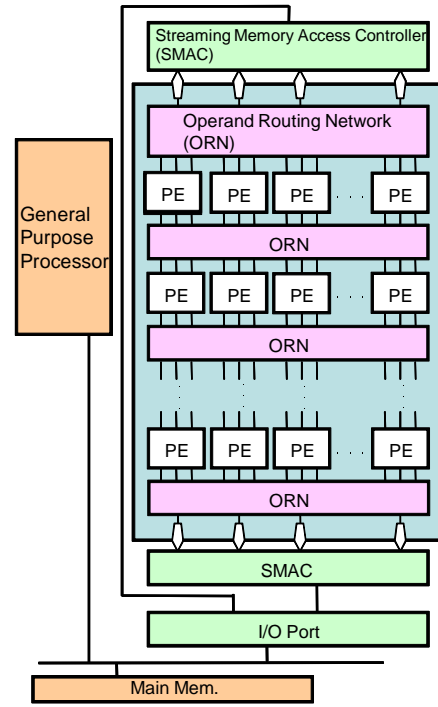 Streaming Memory Access Controller
(SMAC)
Operand Routing Network
(ORN)
General
Purpose
Processor
PE PE PE . . . . PE
ORN
PE PE PE . . . . PE
ORN
PE PE PE . . . . PE
ORN
SMAC
I/O Port
Main Mem.